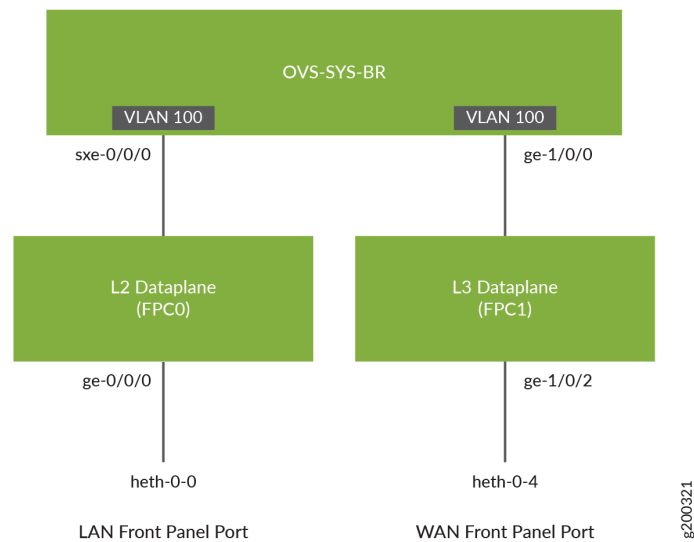 OVS-SYS-BR
VLAN 100
VLAN 100
sxe-0/0/0
ge-1/0/0
L2 Dataplane
(FPC0)
L3 Dataplane
(FPC1)
ge-0/0/0
ge-1/0/2
heth-0-0
heth-0-4
LAN Front Panel Port
WAN Front Panel Port
g200321